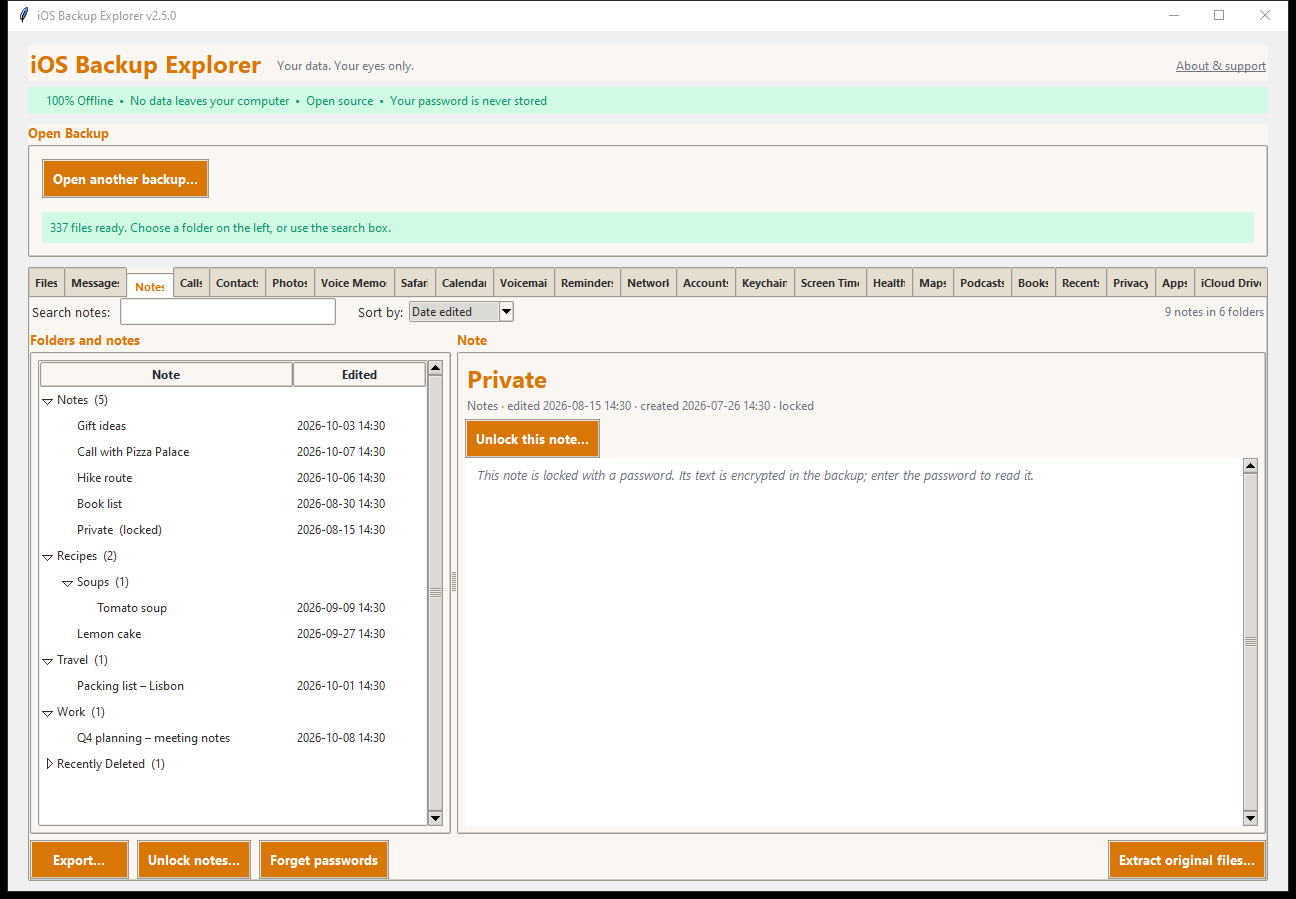 iOS Backup Explorer v2.5.0
iOS Backup Explorer Your data. Your eyes only. About & support
100% Offline • No data leaves your computer • Open source • Your password is never stored
Open Backup
Open another backup...
337 files ready. Choose a folder on the left, or use the search box.
Files Messages Notes Calls Contacts Photos Voice Memo Safari Calendar Voicemai Reminders Network Accounts Keychain Screen Time Health Maps Podcasts Books Recents Privacy Apps iCloud Drive
Search notes: Sort by: Date edited 9 notes in 6 folders
Folders and notes
Note Edited
Notes (5)
Gift ideas 2026-10-03 14:30
Call with Pizza Palace 2026-10-07 14:30
Hike route 2026-10-06 14:30
Book list 2026-08-30 14:30
Private (locked) 2026-08-15 14:30
Recipes (2)
Soups (1)
Tomato soup 2026-09-09 14:30
Lemon cake 2026-09-27 14:30
Travel (1)
Packing list – Lisbon 2026-10-01 14:30
Work (1)
Q4 planning – meeting notes 2026-10-08 14:30
Recently Deleted (1)
Note
Private
Notes · edited 2026-08-15 14:30 · created 2026-07-26 14:30 · locked
Unlock this note...
This note is locked with a password. Its text is encrypted in the backup; enter the password to read it.
Export... Unlock notes... Forget passwords Extract original files...